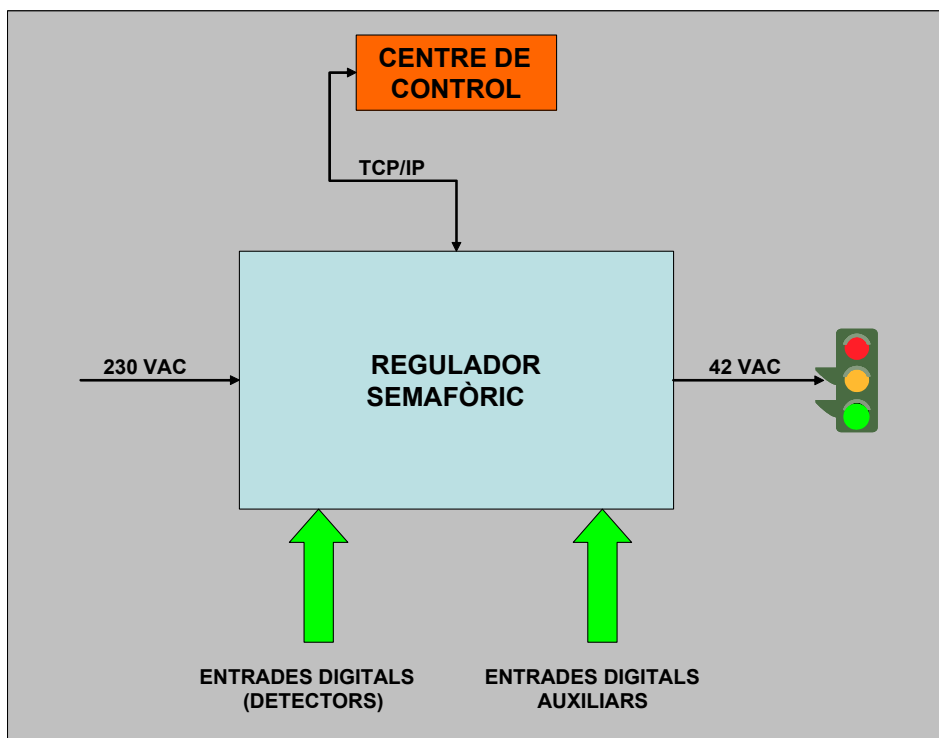 CENTRE DE
CONTROL
TCP/IP
230 VAC
REGULADOR
SEMAFÒRIC
42 VAC
ENTRADES DIGITALS
(DETECTORS)
ENTRADES DIGITALS
AUXILIARS